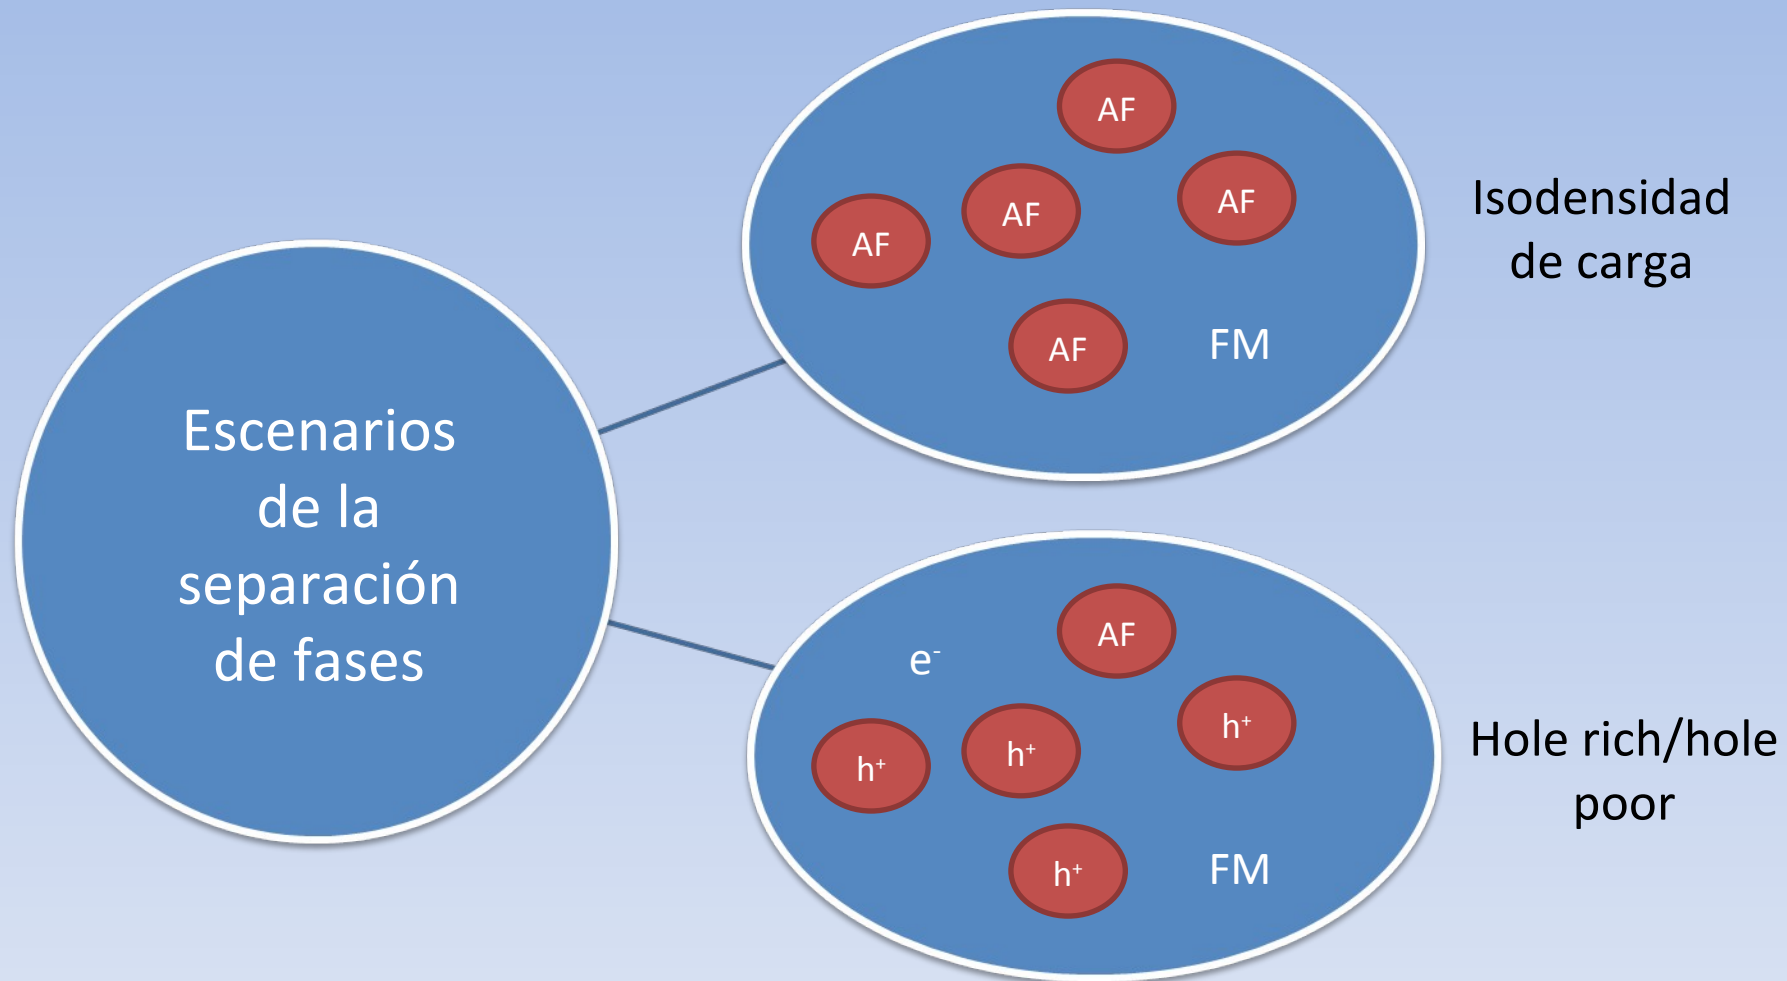 Escenarios
de la
separación
de fases
AF
AF
AF
AF
AF
FM
Isodensidad
de carga
AF
e⁻
h⁺
h⁺
h⁺
h⁺
FM
Hole rich/hole
poor